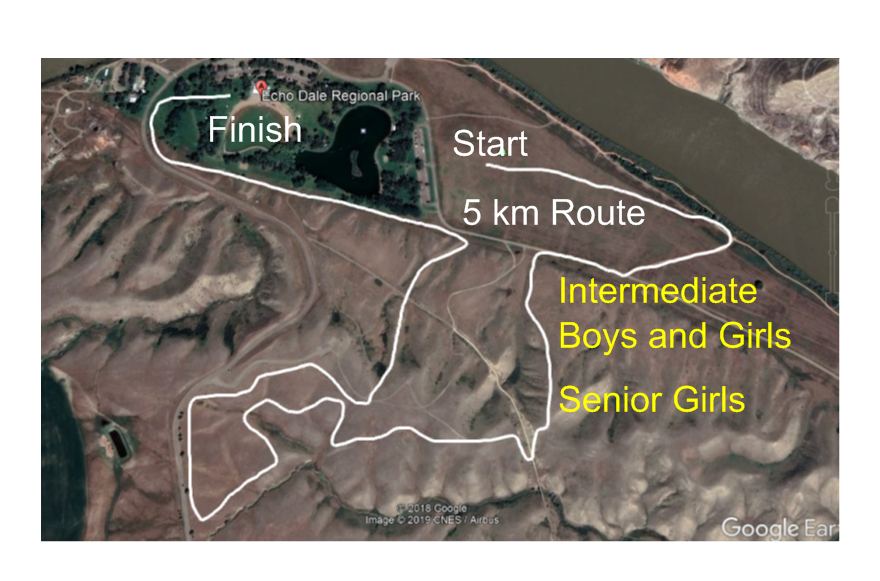 Echo Dale Regional Park
Finish
Start
5 km Route
Intermediate
Boys and Girls
Senior Girls
© 2018 Google
Image © 2019 CNES / Airbus
Google Ear